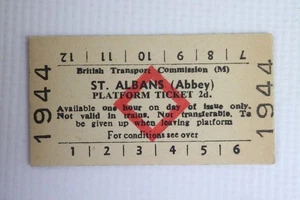 12 | 11 | 10 | 9 | 8 | 7
British Transport Commission (M)
ST. ALBANS (Abbey)
PLATFORM TICKET 2d.
Available one hour on day of issue only.
Not valid in trains. Not transferable. To
be given up when leaving platform
For conditions see over
1 | 2 | 3 | 4 | 5 | 6
1944
1944